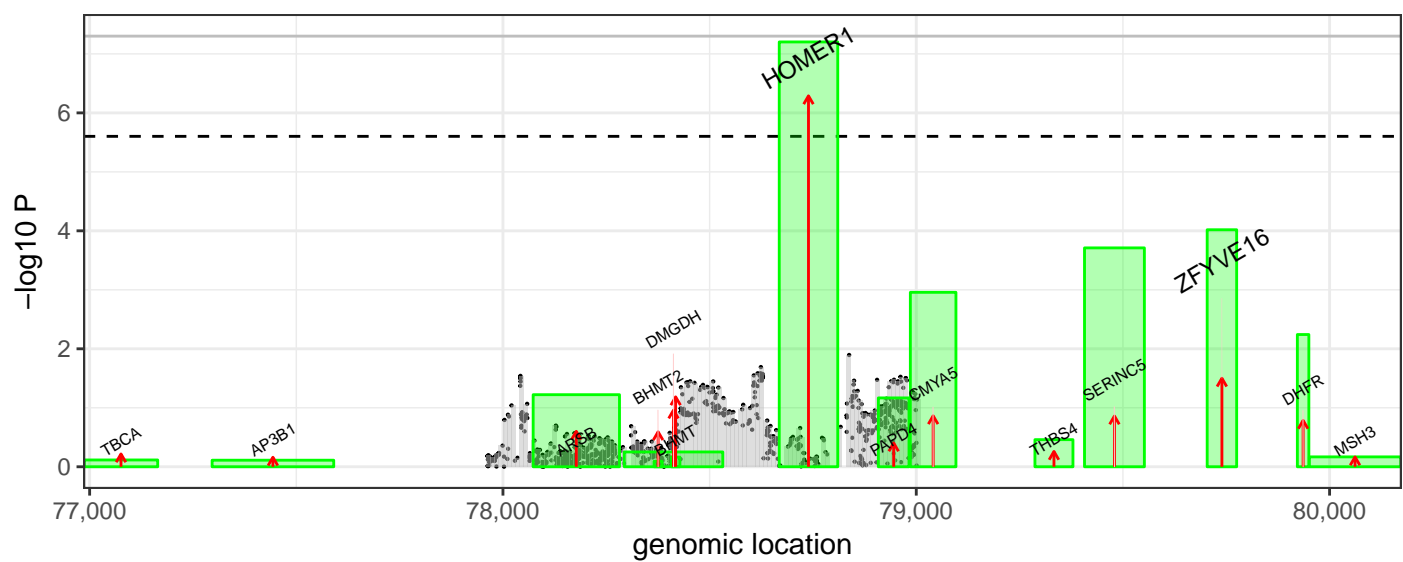 HOMER1
6
−log10 P
4
ZFYVE16
DMGDH
2
BHMT2
CMYA5
SERINC5
DHFR
TBCA
AP3B1
ARSB
BHMT
PAPD4
THBS4
MSH3
0
77,000
78,000
79,000
80,000
genomic location